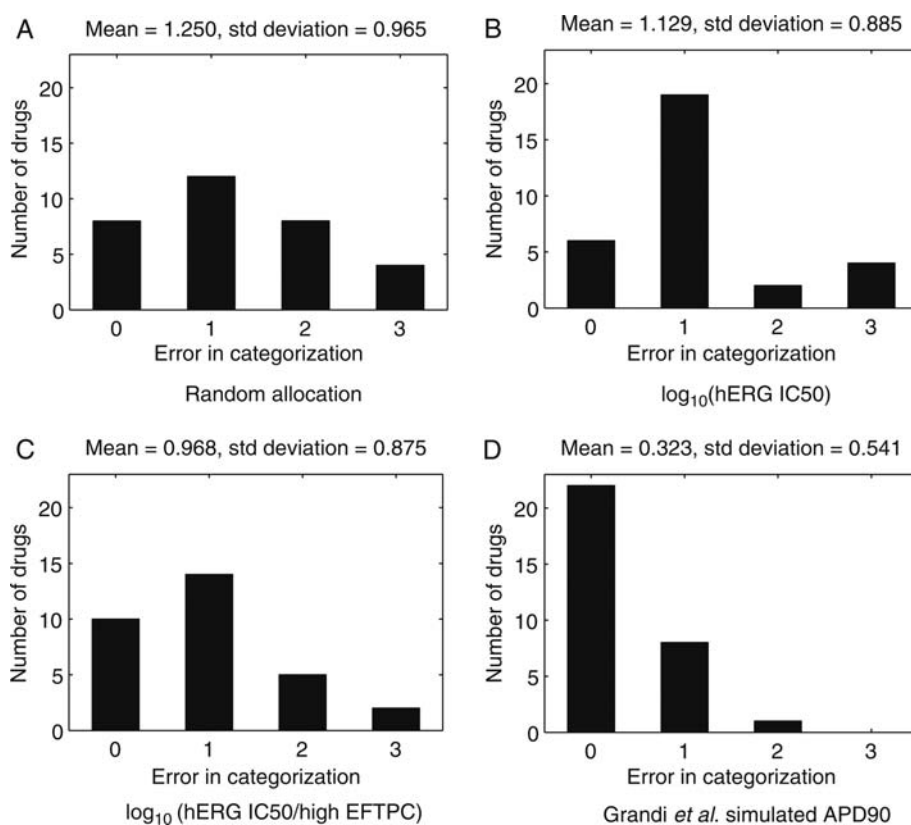 A
Mean = 1.250, std deviation = 0.965
Number of drugs
20
15
10
5
0
0 1 2 3
Error in categorization
Random allocation
B
Mean = 1.129, std deviation = 0.885
Number of drugs
20
15
10
5
0
0 1 2 3
Error in categorization
log₁₀(hERG IC50)
C
Mean = 0.968, std deviation = 0.875
Number of drugs
20
15
10
5
0
0 1 2 3
Error in categorization
log₁₀ (hERG IC50/high EFTPC)
D
Mean = 0.323, std deviation = 0.541
Number of drugs
20
15
10
5
0
0 1 2 3
Error in categorization
Grandi et al. simulated APD90